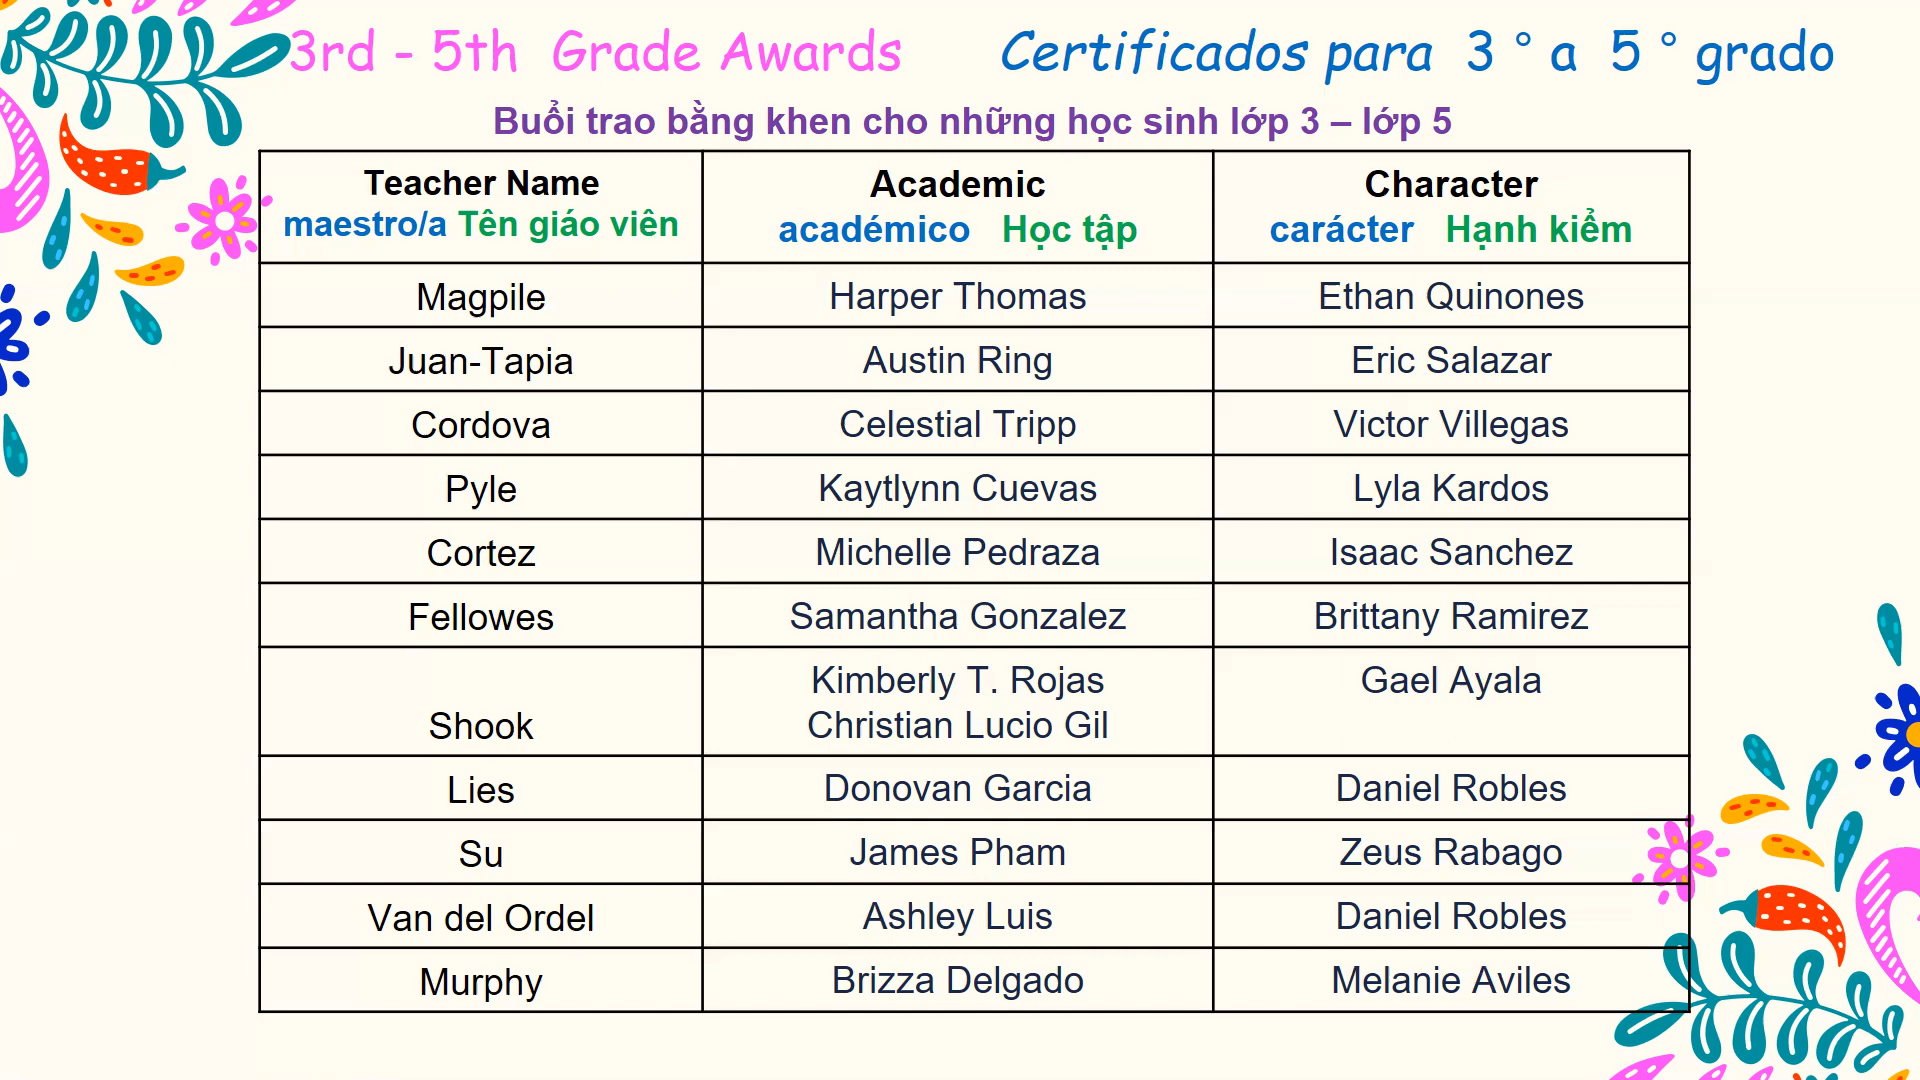 3rd - 5th Grade Awards Certificados para 3 ° a 5 ° grado
Buổi trao bằng khen cho những học sinh lớp 3 – lớp 5
Teacher Name Academic Character
maestro/a Tên giáo viên académico Học tập carácter Hạnh kiểm
Magpile Harper Thomas Ethan Quinones
Juan-Tapia Austin Ring Eric Salazar
Cordova Celestial Tripp Victor Villegas
Pyle Kaytlynn Cuevas Lyla Kardos
Cortez Michelle Pedraza Isaac Sanchez
Fellowes Samantha Gonzalez Brittany Ramirez
Kimberly T. Rojas Gael Ayala
Shook Christian Lucio Gil
Lies Donovan Garcia Daniel Robles
Su James Pham Zeus Rabago
Van del Ordel Ashley Luis Daniel Robles
Murphy Brizza Delgado Melanie Aviles